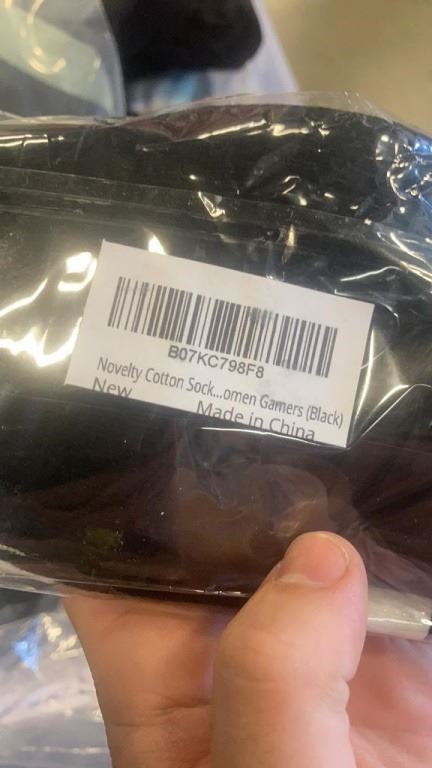 B07KC798F8
Novelty Cotton Sock...omen Gamers (Black)
New
Made in China